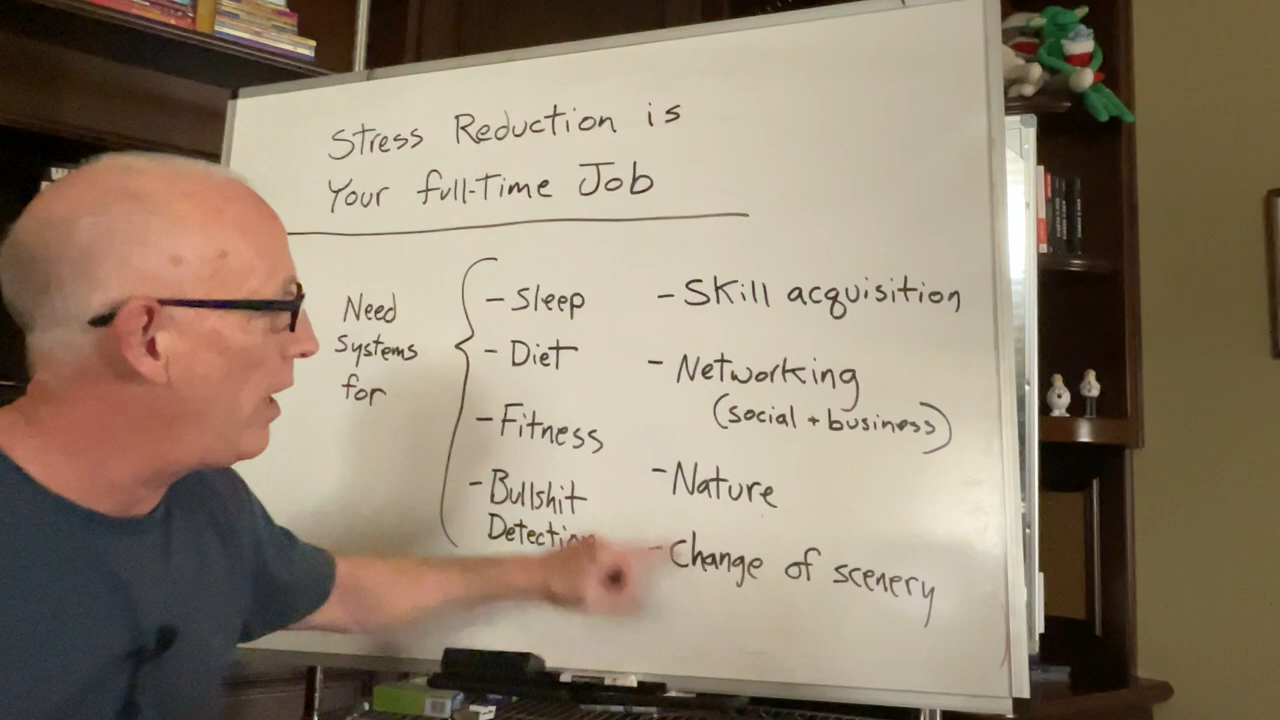 Stress Reduction is
Your full-Time Job
Need
Systems
for
- Sleep
- Diet
- Fitness
- Bullshit
Detection
- Skill acquisition
- Networking
(social + business)
- Nature
- Change of scenery